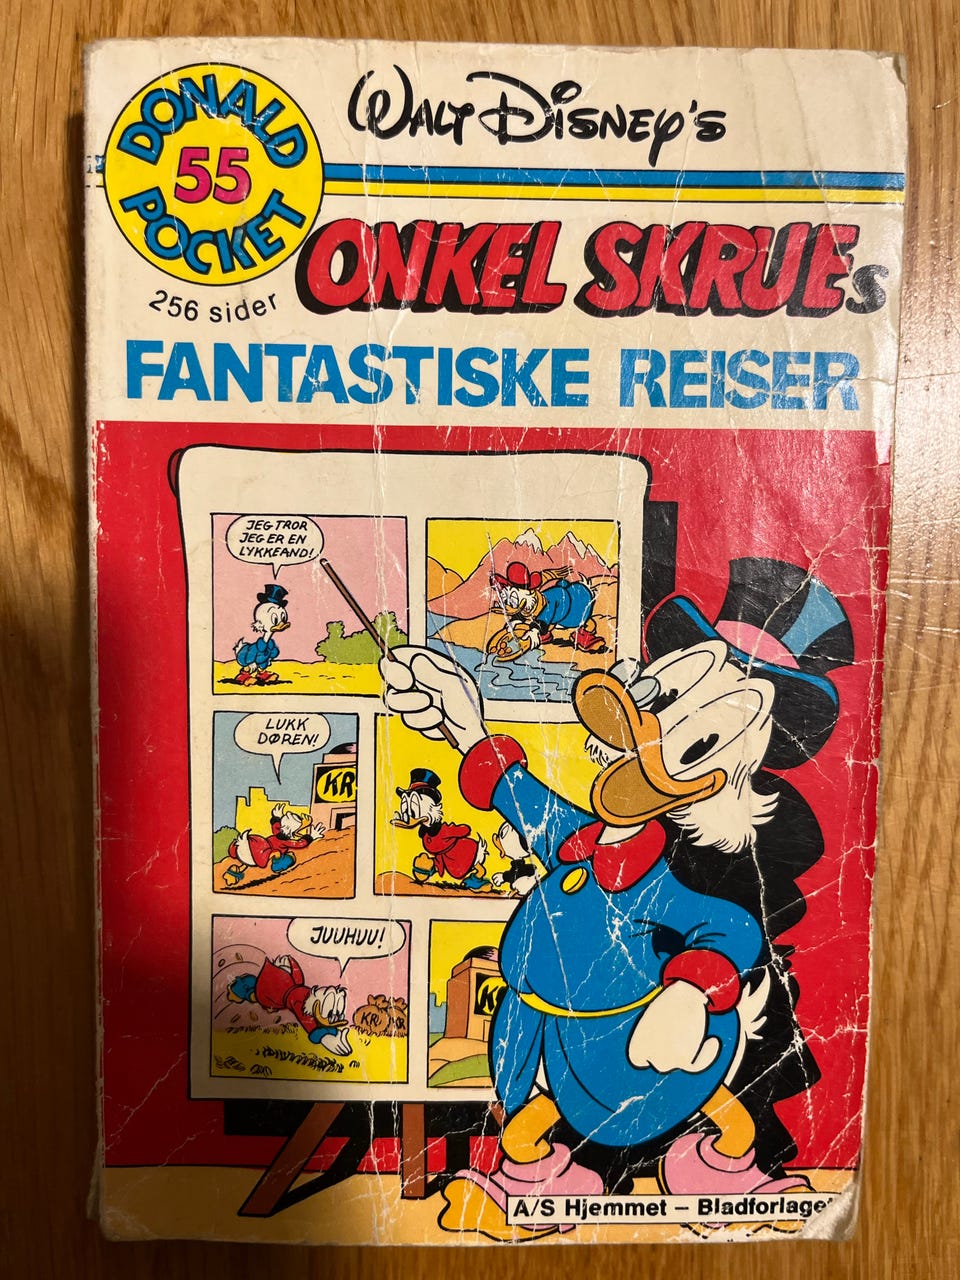 DONALD
55
POCKET
256 sider
WALT DISNEY'S
ONKEL SKRUEs
FANTASTISKE REISER
JEG TROR
JEG ER EN
LYKKEAND!
LUKK
DØREN!
KR
JUUHUU!
KR
KR
K
A/S Hjemmet – Bladforlaget